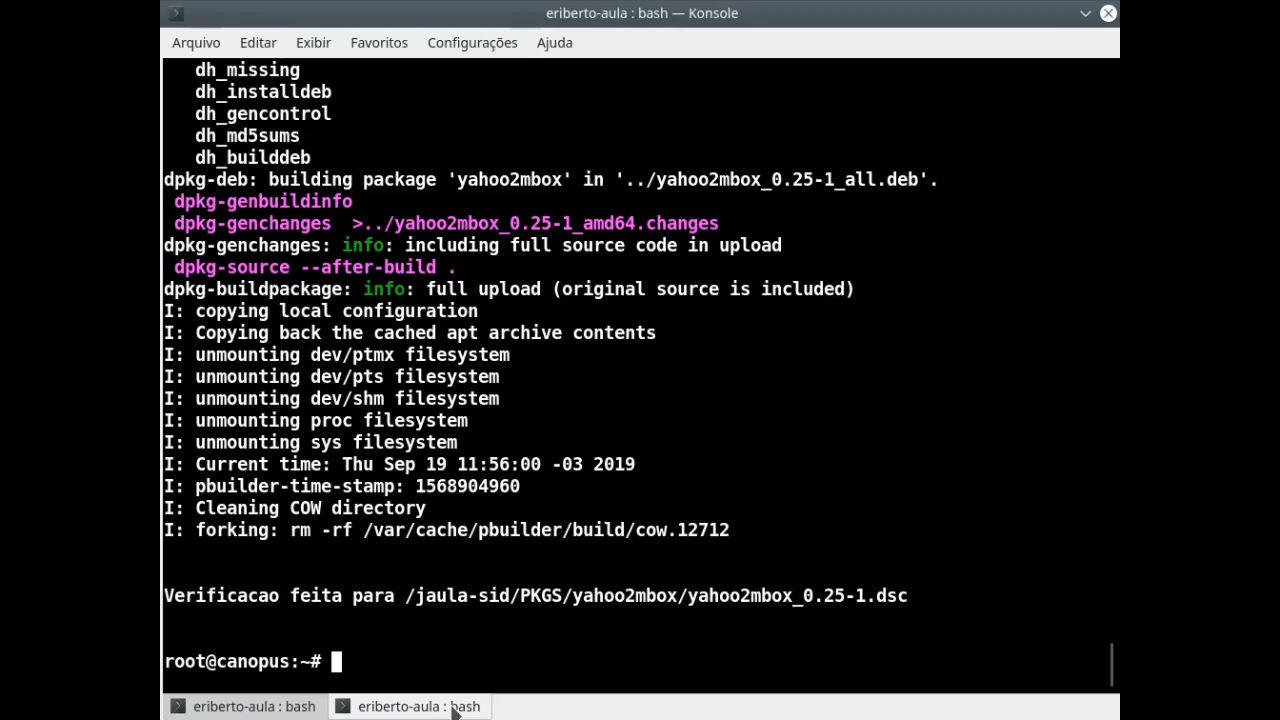 eriberto-aula : bash — Konsole
Arquivo Editar Exibir Favoritos Configurações Ajuda
dh_missing
dh_installdeb
dh_gencontrol
dh_md5sums
dh_builddeb
dpkg-deb: building package 'yahoo2mbox' in '../yahoo2mbox_0.25-1_all.deb'.
dpkg-genbuildinfo
dpkg-genchanges >../yahoo2mbox_0.25-1_amd64.changes
dpkg-genchanges: info: including full source code in upload
dpkg-source --after-build .
dpkg-buildpackage: info: full upload (original source is included)
I: copying local configuration
I: Copying back the cached apt archive contents
I: unmounting dev/ptmx filesystem
I: unmounting dev/pts filesystem
I: unmounting dev/shm filesystem
I: unmounting proc filesystem
I: unmounting sys filesystem
I: Current time: Thu Sep 19 11:56:00 -03 2019
I: pbuilder-time-stamp: 1568904960
I: Cleaning COW directory
I: forking: rm -rf /var/cache/pbuilder/build/cow.12712
Verificacao feita para /jaula-sid/PKGS/yahoo2mbox/yahoo2mbox_0.25-1.dsc
root@canopus:~#
eriberto-aula : bash eriberto-aula : bash